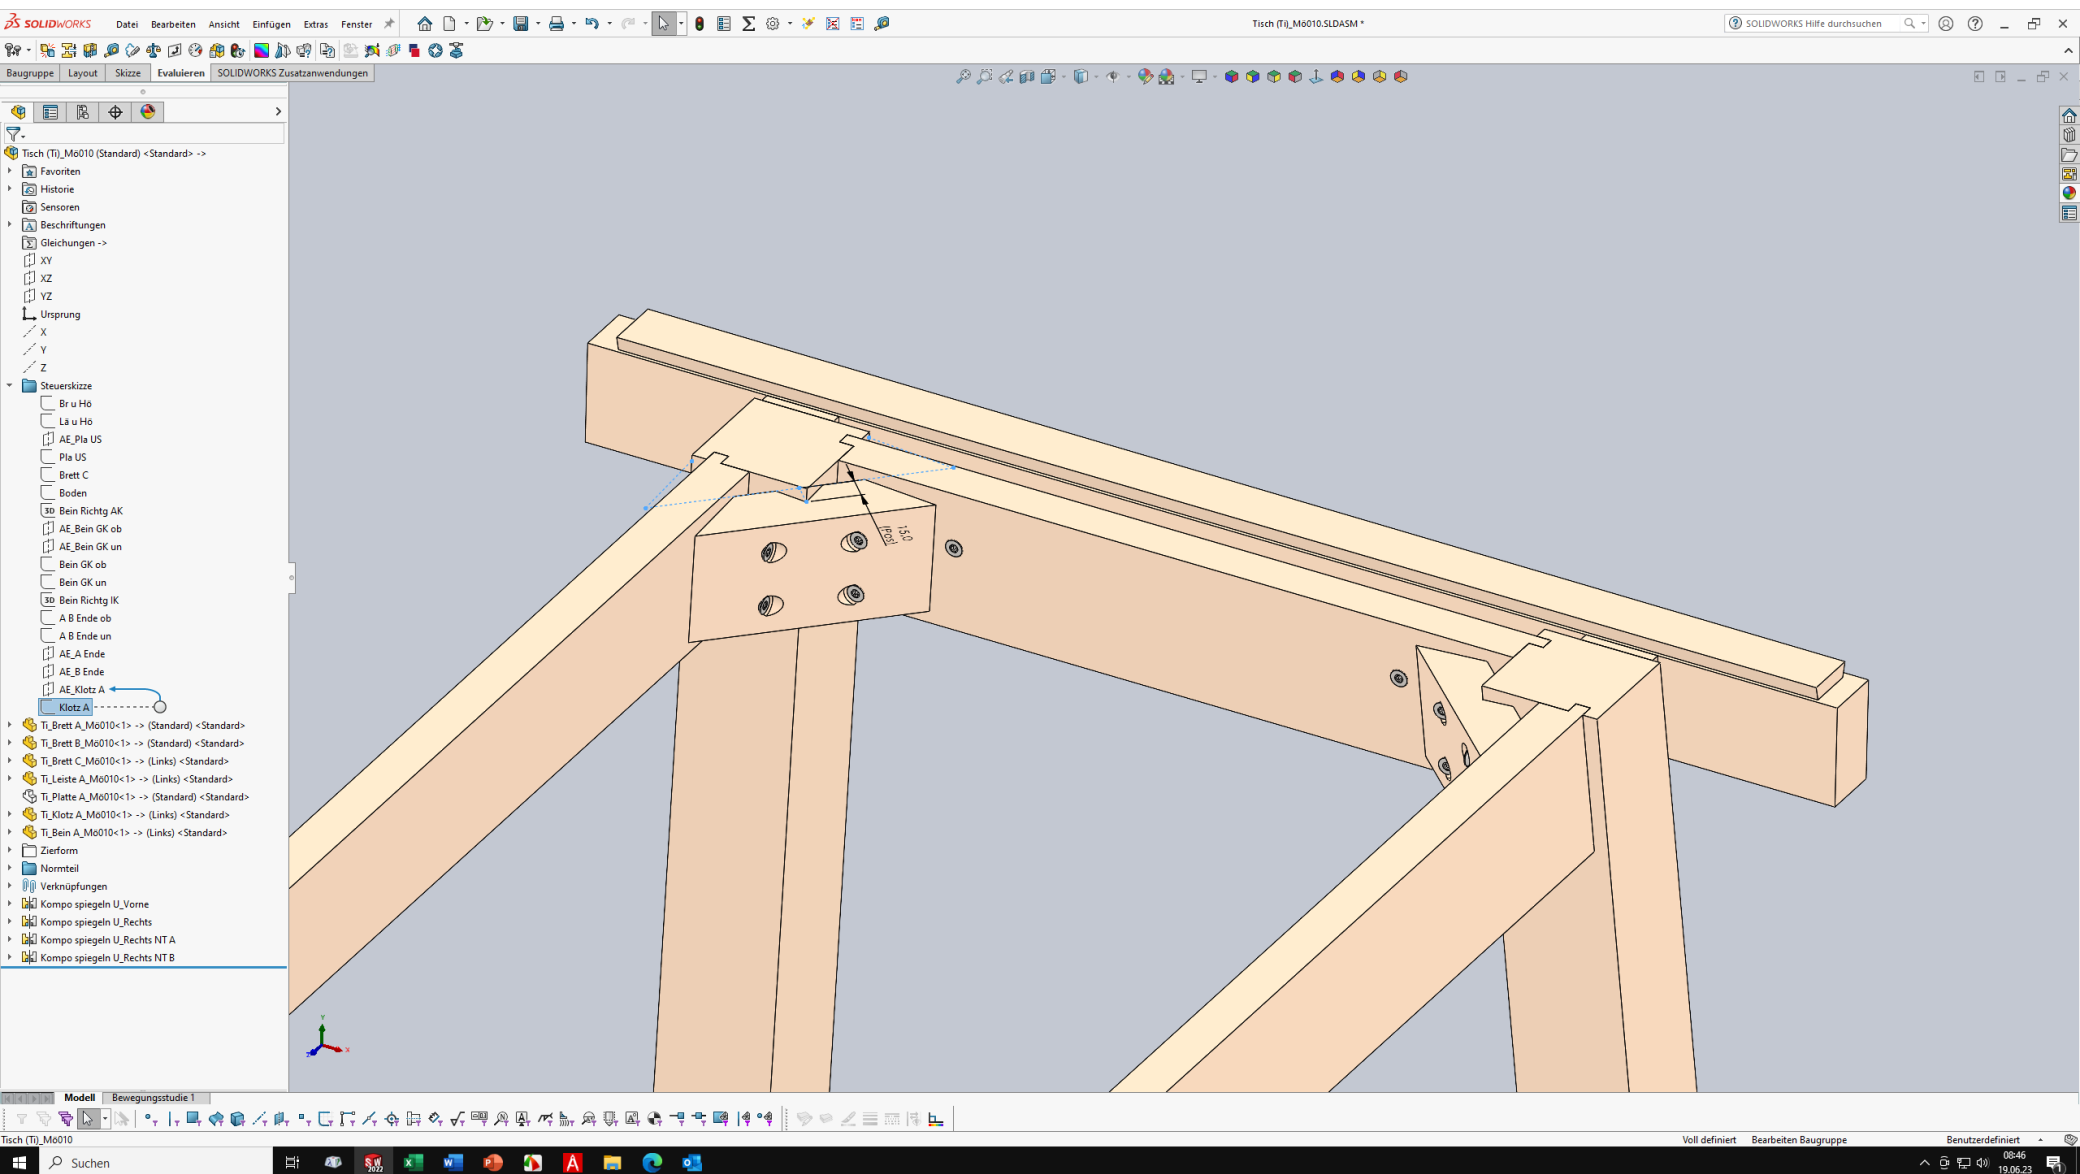 SOLIDWORKS Datei Bearbeiten Ansicht Einfügen Extras Fenster Tisch (Ti)_Mö010.SLDASM * SOLIDWORKS Hilfe durchsuchen
Baugruppe Layout Skizze Evaluieren SOLIDWORKS Zusatzanwendungen
Tisch (Ti)_Mö010 (Standard) <Standard> ->
Favoriten
Historie
Sensoren
Beschriftungen
Gleichungen ->
XY
XZ
YZ
Ursprung
X
Y
Z
Steuerskizze
Br u Hö
Lä u Hö
AE_Pla US
Pla US
Brett C
Boden
3D Bein Richtg AK
AE_Bein GK ob
AE_Bein GK un
Bein GK ob
Bein GK un
3D Bein Richtg IK
A B Ende ob
A B Ende un
AE_A Ende
AE_B Ende
AE_Klotz A
Klotz A
Ti_Brett A_Mö010<1> -> (Standard) <Standard>
Ti_Brett B_Mö010<1> -> (Standard) <Standard>
Ti_Brett C_Mö010<1> -> (Links) <Standard>
Ti_Leiste A_Mö010<1> -> (Links) <Standard>
Ti_Platte A_Mö010<1> -> (Standard) <Standard>
Ti_Klotz A_Mö010<1> -> (Links) <Standard>
Ti_Bein A_Mö010<1> -> (Links) <Standard>
Zierform
Normteil
Verknüpfungen
Kompo spiegeln U_Vorne
Kompo spiegeln U_Rechts
Kompo spiegeln U_Rechts NT A
Kompo spiegeln U_Rechts NT B
15,0
(Pos)
Y
X
Z
Modell Bewegungsstudie 1
Tisch (Ti)_Mö010 Voll definiert Bearbeiten Baugruppe Benutzerdefiniert
Suchen
08:46
19.06.23